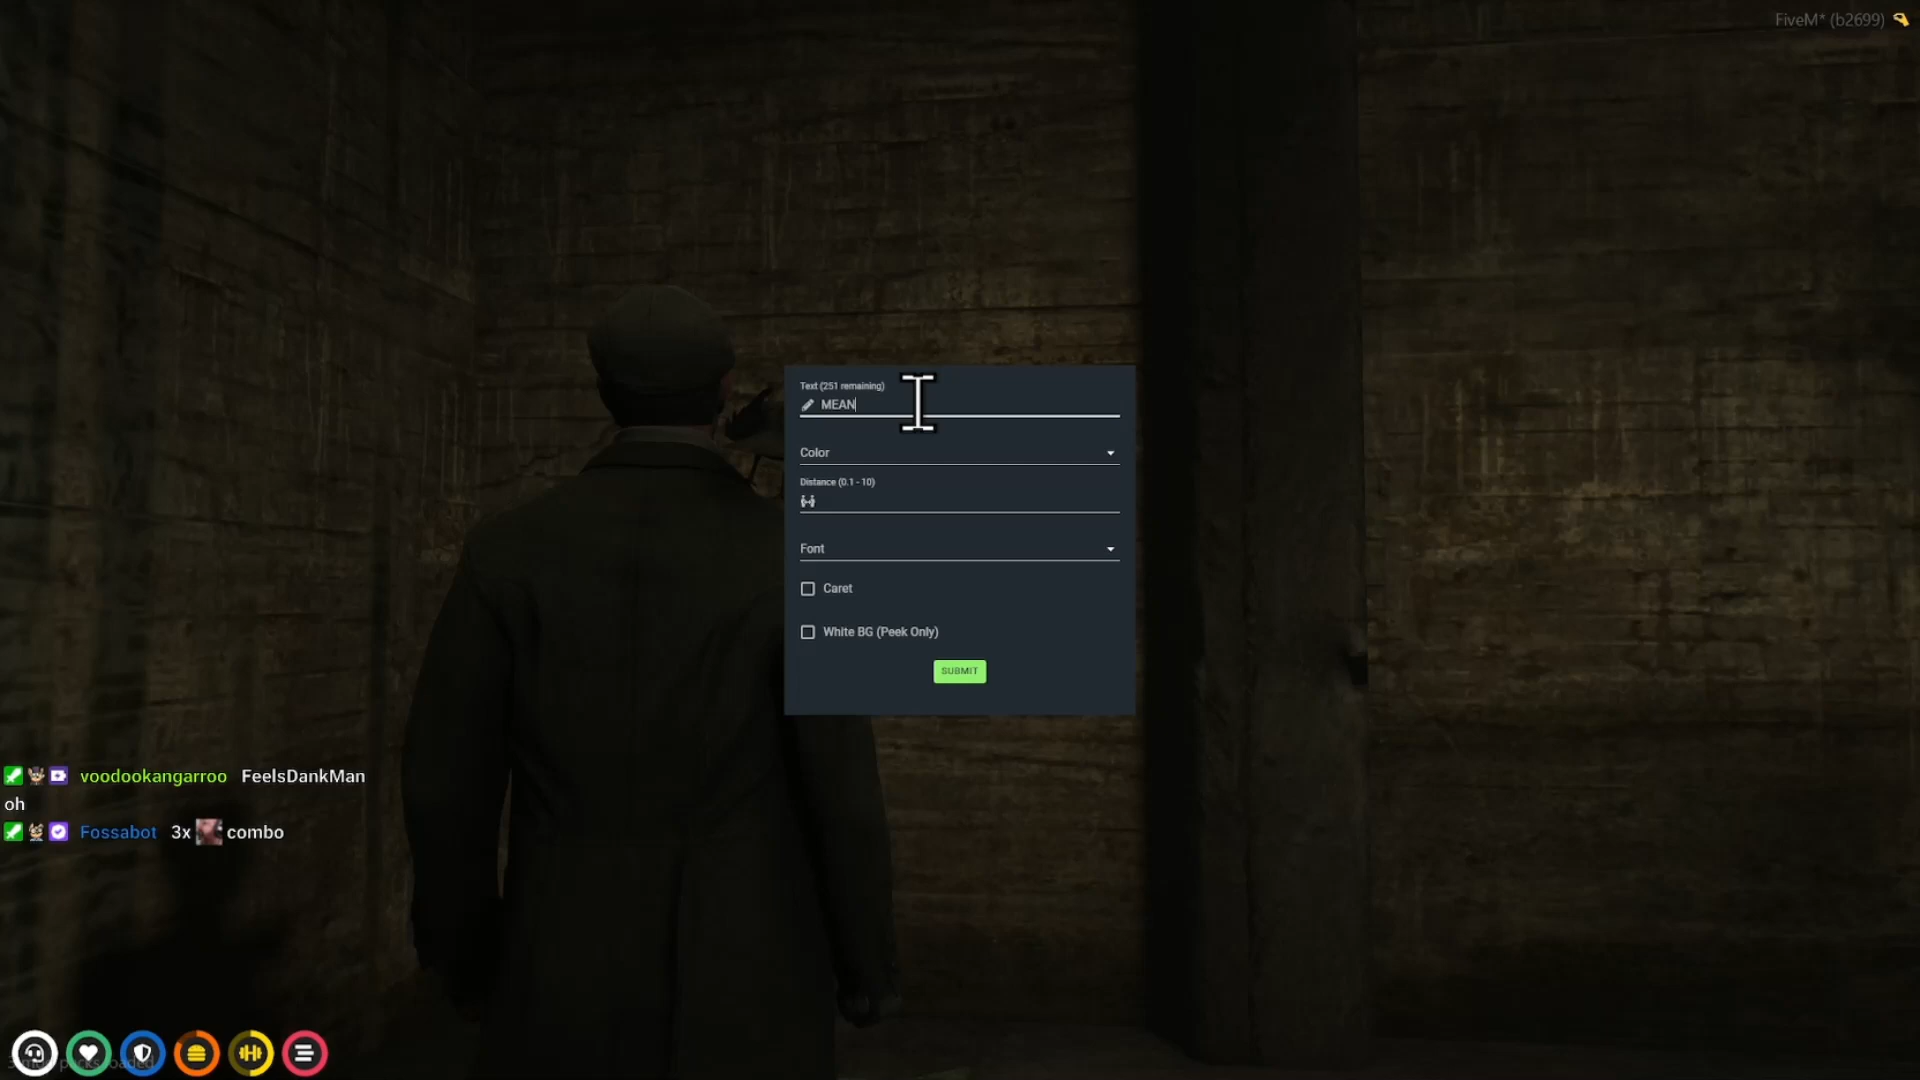 FiveM* (b2699)
Text (251 remaining)
MEAN
Color
Distance (0.1 - 10)
Font
Caret
White BG (Peek Only)
SUBMIT
voodookangarroo FeelsDankMan
oh
Fossabot 3x combo
loaded